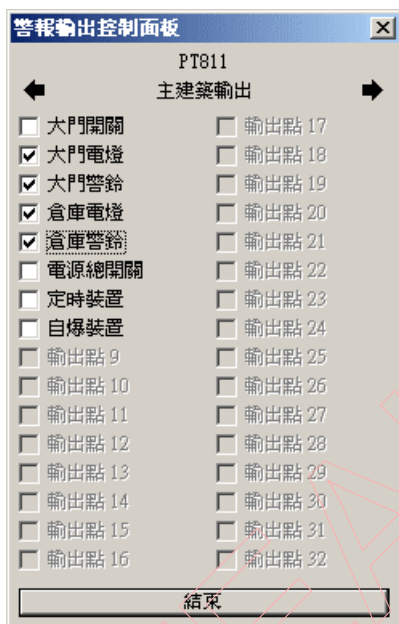 警報輸出控制面板
PT811
主建築輸出
大門開關
大門電燈
大門警鈴
倉庫電燈
倉庫警鈴
電源總開關
定時裝置
自爆裝置
輸出點 9
輸出點 10
輸出點 11
輸出點 12
輸出點 13
輸出點 14
輸出點 15
輸出點 16
輸出點 17
輸出點 18
輸出點 19
輸出點 20
輸出點 21
輸出點 22
輸出點 23
輸出點 24
輸出點 25
輸出點 26
輸出點 27
輸出點 28
輸出點 29
輸出點 30
輸出點 31
輸出點 32
結束